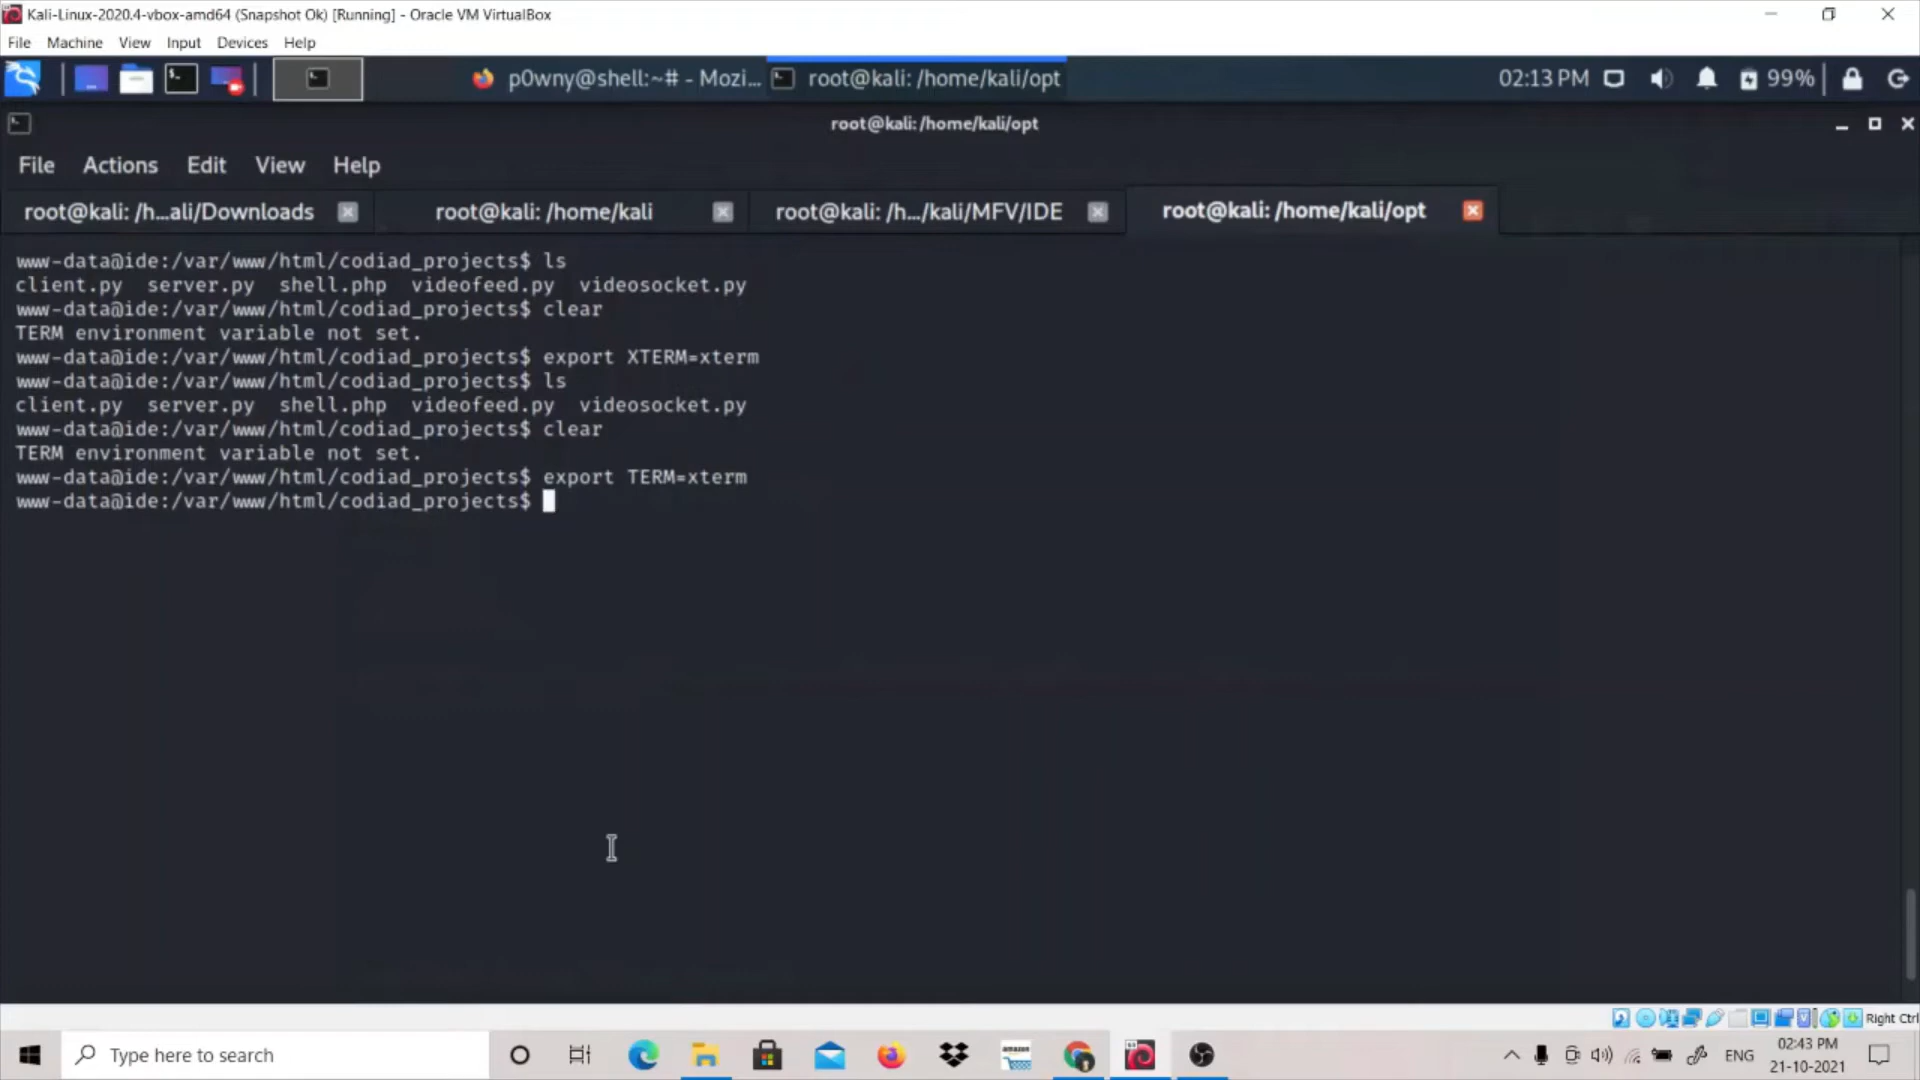 Kali-Linux-2020.4-vbox-amd64 (Snapshot Ok) [Running] - Oracle VM VirtualBox
File Machine View Input Devices Help
p0wny@shell:~# - Mozi... root@kali: /home/kali/opt 02:13 PM 99%
root@kali: /home/kali/opt
File Actions Edit View Help
root@kali: /h...ali/Downloads root@kali: /home/kali root@kali: /h.../kali/MFV/IDE root@kali: /home/kali/opt
www-data@ide:/var/www/html/codiad_projects$ ls
client.py server.py shell.php videofeed.py videosocket.py
www-data@ide:/var/www/html/codiad_projects$ clear
TERM environment variable not set.
www-data@ide:/var/www/html/codiad_projects$ export XTERM=xterm
www-data@ide:/var/www/html/codiad_projects$ ls
client.py server.py shell.php videofeed.py videosocket.py
www-data@ide:/var/www/html/codiad_projects$ clear
TERM environment variable not set.
www-data@ide:/var/www/html/codiad_projects$ export TERM=xterm
www-data@ide:/var/www/html/codiad_projects$
Right Ctrl
Type here to search amazon ENG 02:43 PM
21-10-2021